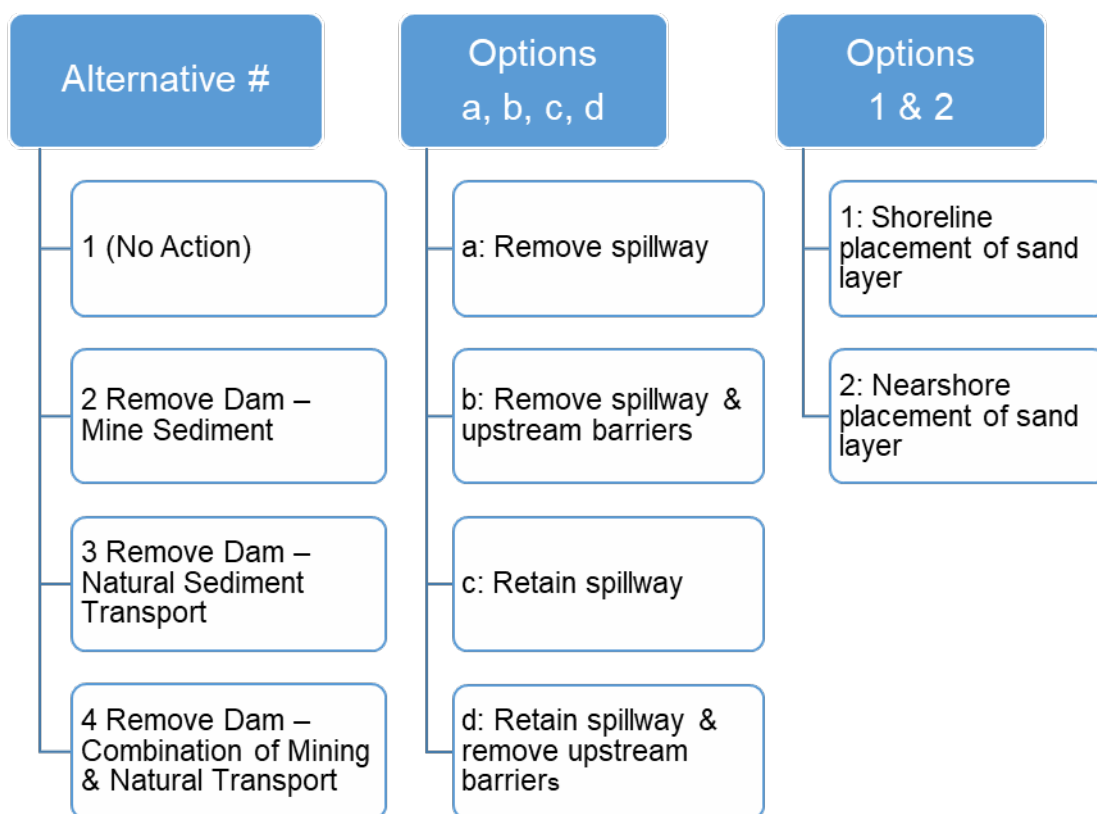 Alternative #
1 (No Action)
2 Remove Dam –
Mine Sediment
3 Remove Dam –
Natural Sediment
Transport
4 Remove Dam –
Combination of Mining
& Natural Transport
Options
a, b, c, d
a: Remove spillway
b: Remove spillway &
upstream barriers
c: Retain spillway
d: Retain spillway &
remove upstream
barriers
Options
1 & 2
1: Shoreline
placement of sand
layer
2: Nearshore
placement of sand
layer